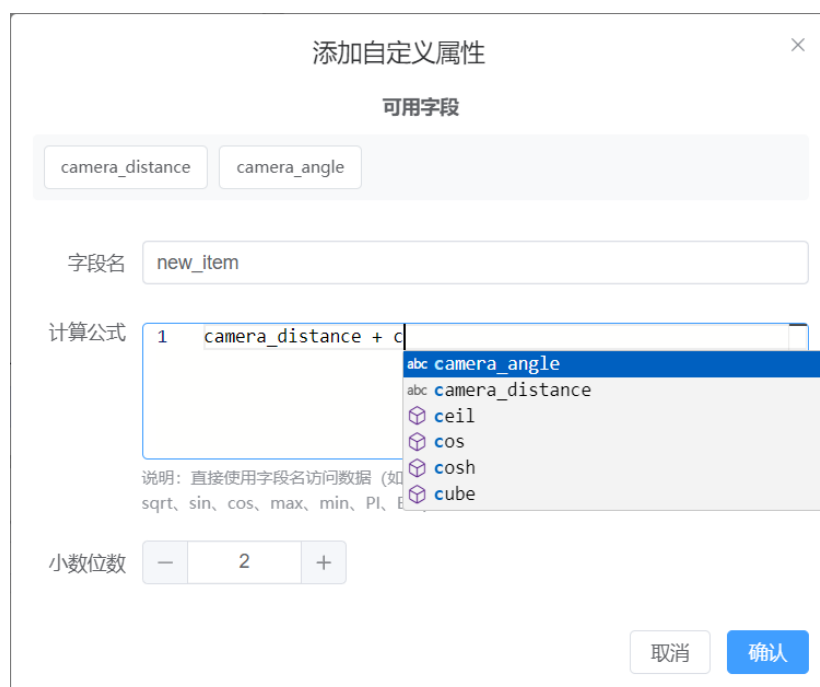 添加自定义属性
可用字段
camera_distance camera_angle
字段名 new_item
计算公式 1 camera_distance + c
abc camera_angle
abc camera_distance
ceil
cos
cosh
cube
说明：直接使用字段名访问数据（如
sqrt、sin、cos、max、min、PI、E
小数位数 2
取消 确认